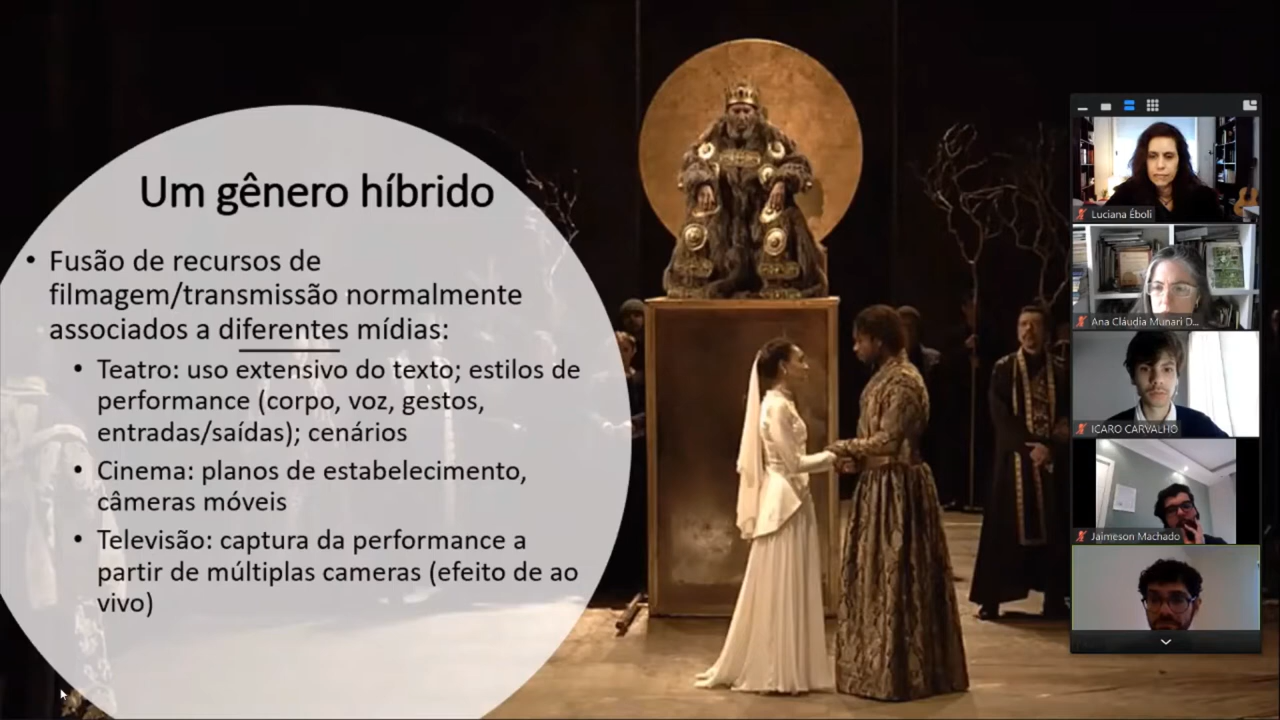 Um gênero híbrido
• Fusão de recursos de
filmagem/transmissão normalmente
associados a diferentes mídias:
• Teatro: uso extensivo do texto; estilos de
performance (corpo, voz, gestos,
entradas/saídas); cenários
• Cinema: planos de estabelecimento,
câmeras móveis
• Televisão: captura da performance a
partir de múltiplas cameras (efeito de ao
vivo)
Luciana Éboli
Ana Cláudia Munari D...
ICARO CARVALHO
Jaimeson Machado